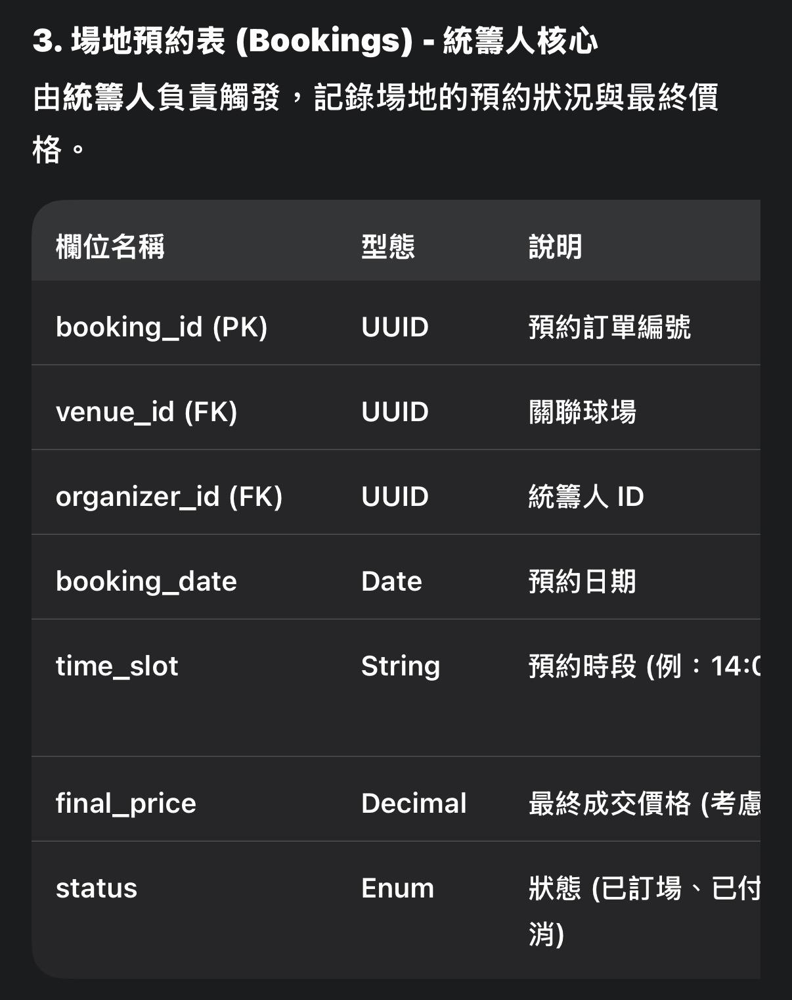 3. 場地預約表 (Bookings) - 統籌人核心
由統籌人負責觸發，記錄場地的預約狀況與最終價
格。
欄位名稱 型態 說明
booking_id (PK) UUID 預約訂單編號
venue_id (FK) UUID 關聯球場
organizer_id (FK) UUID 統籌人 ID
booking_date Date 預約日期
time_slot String 預約時段 (例：14:
final_price Decimal 最終成交價格 (考慮
status Enum 狀態 (已訂場、已付
消)